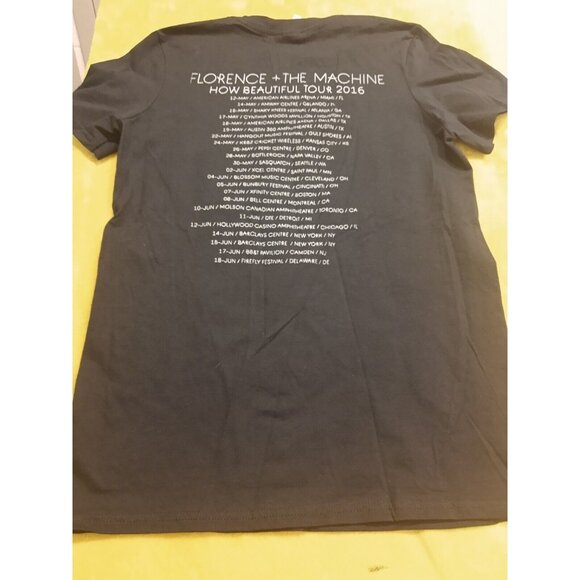 FLORENCE + THE MACHINE
HOW BEAUTIFUL TOUR 2016
12-MAY / AMERICAN AIRLINES ARENA / MIAMI / FL
14-MAY / AMWAY CENTRE / ORLANDO / FL
15-MAY / SHAKY KNEES FESTIVAL / ATLANTA / GA
17-MAY / CYNTHIA WOODS PAVILLION / HOUSTON / TX
18-MAY / AMERICAN AIRLINES ARENA / DALLAS / TX
19-MAY / AUSTIN 360 AMPHITHEATRE / AUSTIN / TX
22-MAY / HANGOUT MUSIC FESTIVAL / GULF SHORES / AL
24-MAY / CRICKET WIRELESS / KANSAS CITY / KS
26-MAY / PEPSI CENTRE / DENVER / CO
28-MAY / BOTTLEROCK / NAPA VALLEY / CA
30-MAY / SASQUATCH / SEATTLE / WA
02-JUN / XCEL CENTRE / SAINT PAUL / MN
04-JUN / BLOSSOM MUSIC CENTRE / CLEVELAND / OH
05-JUN / BUNBURY FESTIVAL / CINCINATI / OH
07-JUN / XFINITY CENTRE / BOSTON / MA
08-JUN / BELL CENTRE / MONTREAL / CA
10-JUN / MOLSON CANADIAN AMPHITHEATRE / TORONTO / CA
11-JUN / DTE / DETROIT / MI
12-JUN / HOLLYWOOD CASINO AMPHITHEATRE / CHICAGO / IL
14-JUN / BARCLAYS CENTRE / NEW YORK / NY
15-JUN / BARCLAYS CENTRE / NEW YORK / NY
17-JUN / BB&T PAVILION / CAMDEN / NJ
18-JUN / FIREFLY FESTIVAL / DELAWARE / DE